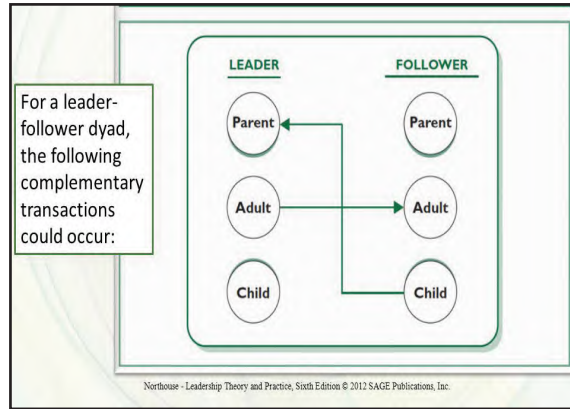 For a leader-
follower dyad,
the following
complementary
transactions
could occur:
LEADER FOLLOWER
Parent Parent
Adult Adult
Child Child
Northouse - Leadership Theory and Practice, Sixth Edition © 2012 SAGE Publications, Inc.